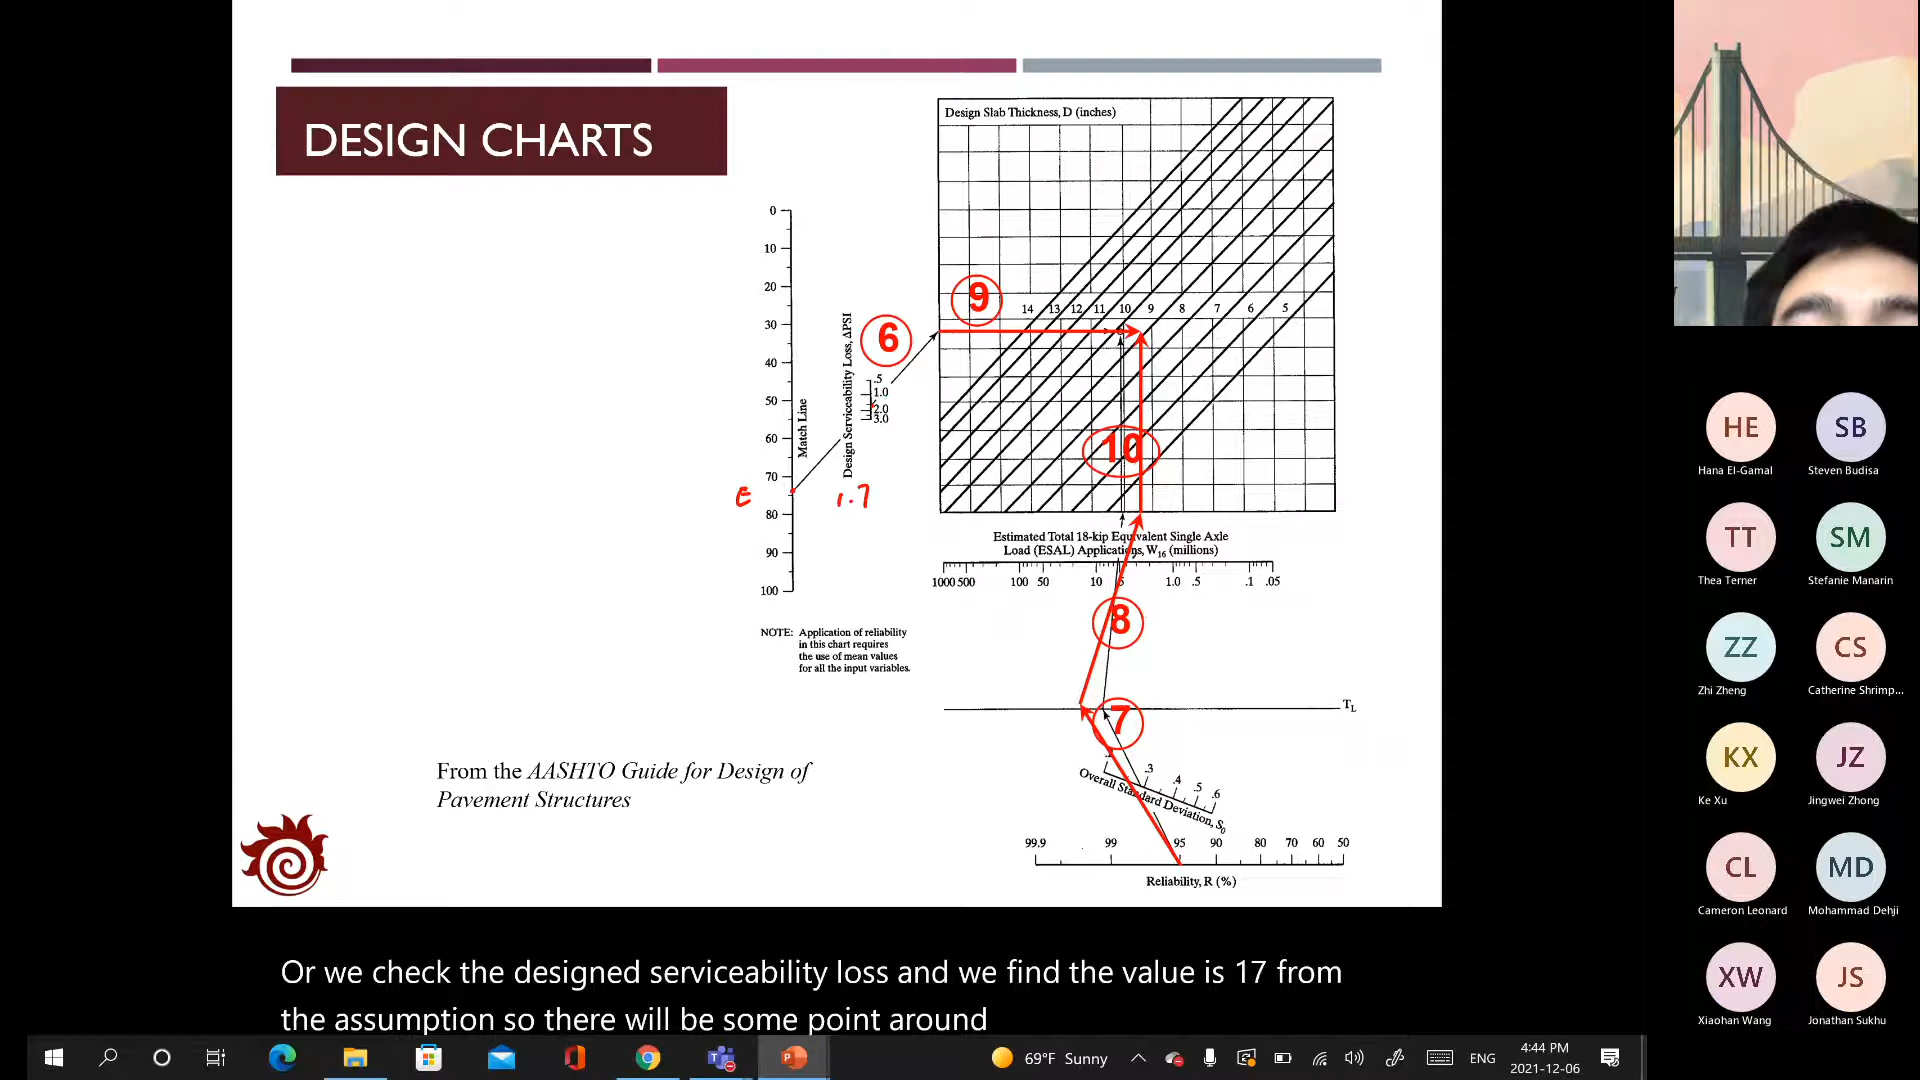 DESIGN CHARTS
Design Slab Thickness, D (inches)
0
10
20
30
40
50
60
70
80
90
100
Match Line
Design Serviceability Loss, ΔPSI
.5
1.0
2.0
3.0
E
1.7
6
9
14 13 12 11 10 9 8 7 6 5
10
Estimated Total 18-kip Equivalent Single Axle
Load (ESAL) Applications, W16 (millions)
1000 500 100 50 10 5 1.0 .5 .1 .05
8
NOTE: Application of reliability
in this chart requires
the use of mean values
for all the input variables.
TL
7
.3 .4 .5 .6
Overall Standard Deviation, S0
99.9 99 95 90 80 70 60 50
Reliability, R (%)
From the AASHTO Guide for Design of
Pavement Structures
Or we check the designed serviceability loss and we find the value is 17 from
the assumption so there will be some point around
HE SB
Hana El-Gamal Steven Budisa
TT SM
Thea Terner Stefanie Manarin
ZZ CS
Zhi Zheng Catherine Shrimp...
KX JZ
Ke Xu Jingwei Zhong
CL MD
Cameron Leonard Mohammad Dehji
XW JS
Xiaohan Wang Jonathan Sukhu
69°F Sunny
ENG
4:44 PM
2021-12-06